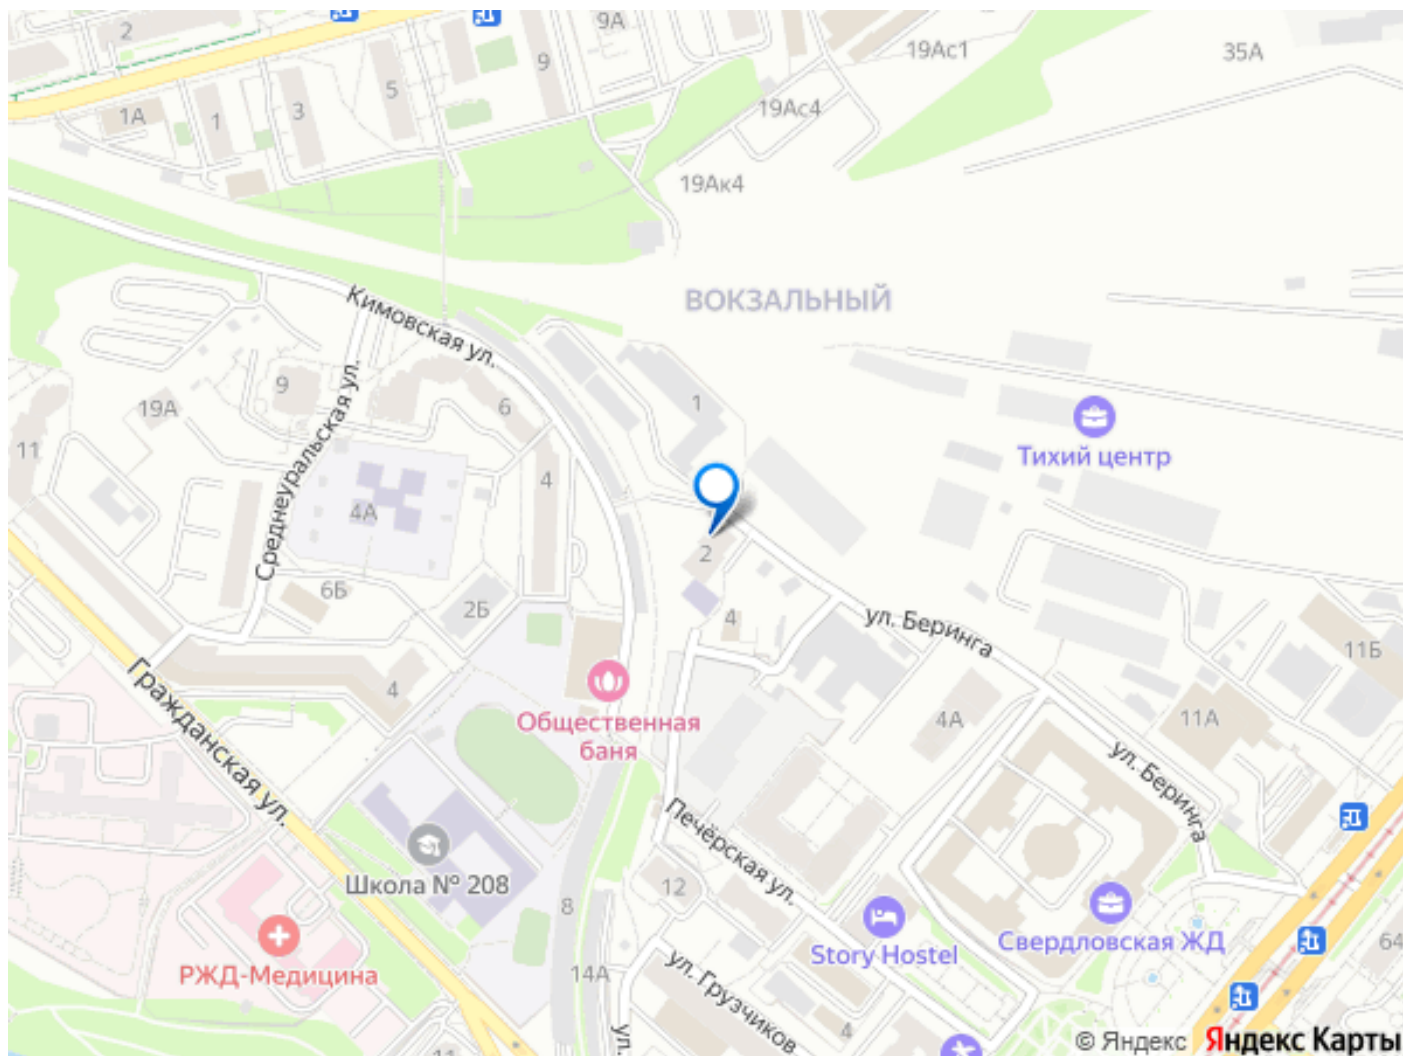 2
9А
19Ас1
35А
9
5
3
1А
1
19Ас4
19Ак4
ВОКЗАЛЬНЫЙ
Кимовская ул.
9
19А
6
1
11
Среднеуральская ул.
4
4А
Тихий центр
2
6Б
2Б
4
ул. Беринга
11Б
4
Гражданская ул.
Общественная
баня
4А
11А
ул. Беринга
Печёрская ул.
Школа № 208
12
8
РЖД-Медицина
Story Hostel
Свердловская ЖД
64
14А
ул. Грузчиков
4
ул.
11
© Яндекс Яндекс Карты